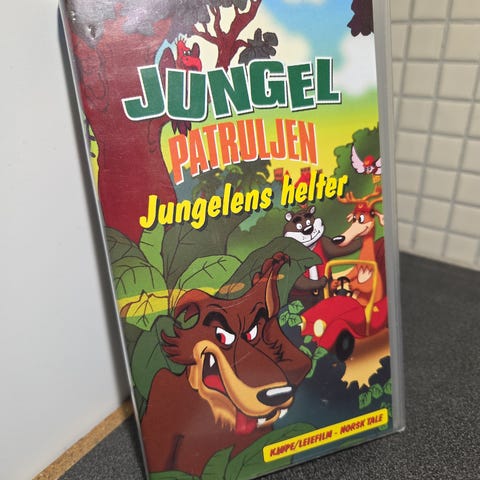 JUNGEL
PATRULJEN
Jungelens helter
KJØPE/LEIEFILM - NORSK TALE